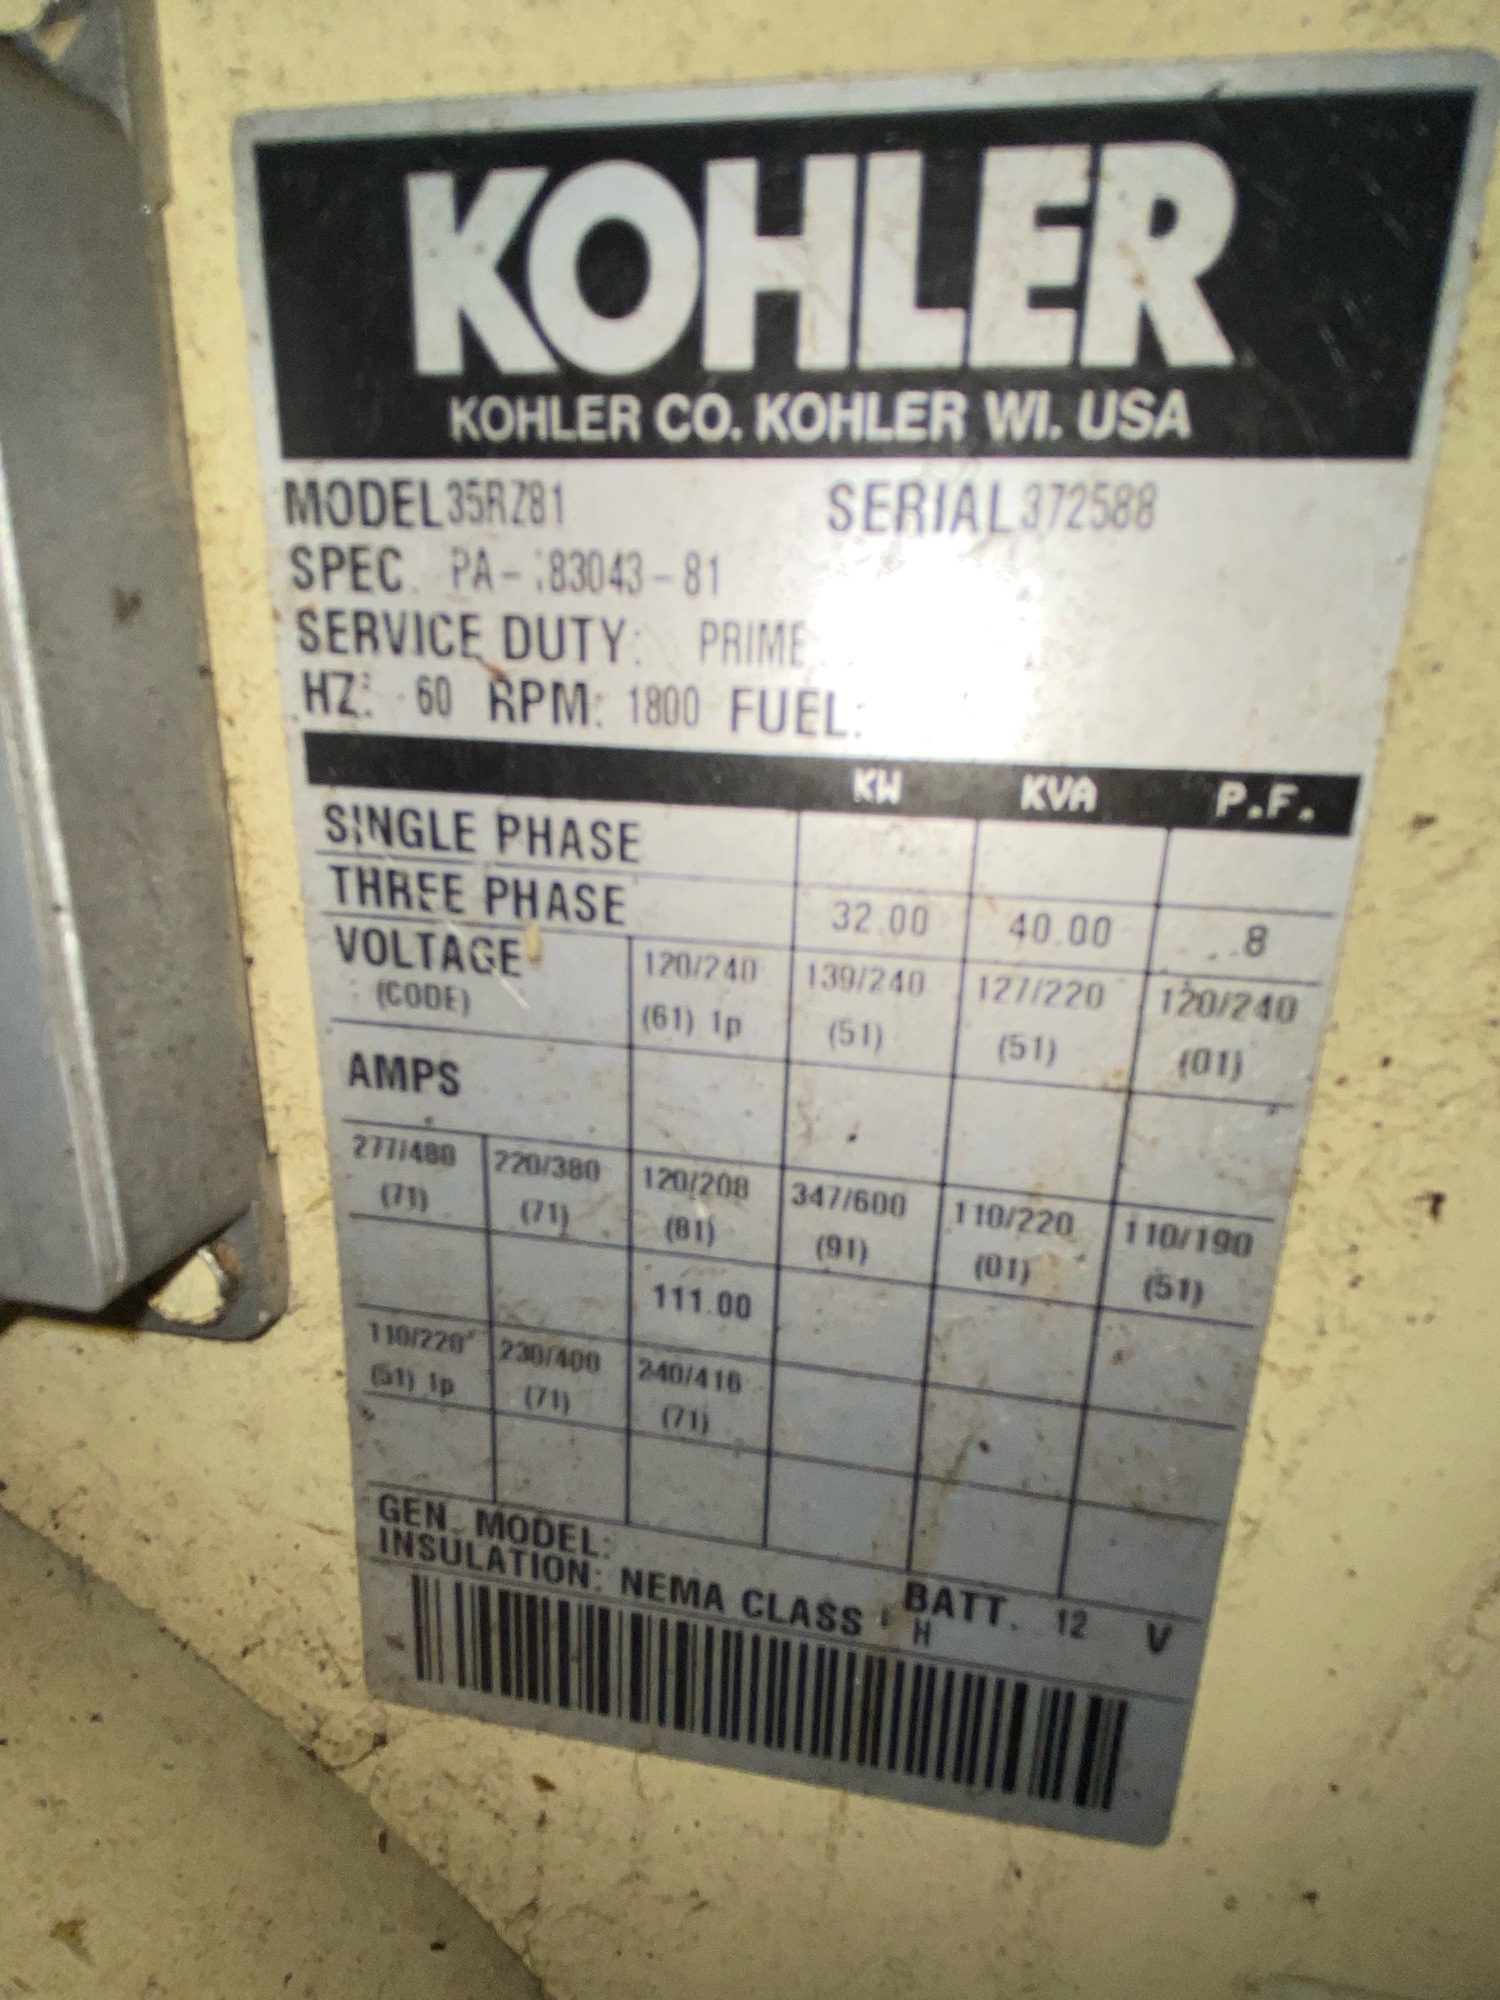 KOHLER
KOHLER CO. KOHLER WI. USA
MODEL 35RZ81 SERIAL 372588
SPEC PA- 83043-81
SERVICE DUTY: PRIME
HZ: 60 RPM: 1800 FUEL:
KW KVA P.F.
SINGLE PHASE
THREE PHASE 32.00 40.00 .8
VOLTAGE 120/240 139/240 127/220 120/240
(CODE) (61) 1p (51) (51) (01)
AMPS
277/480 220/380 120/208 347/600 110/220 110/190
(71) (71) (81) (91) (01) (51)
111.00
110/220 230/400 240/416
(51) 1p (71) (71)
GEN. MODEL: BATT. 12 V
INSULATION: NEMA CLASS : H